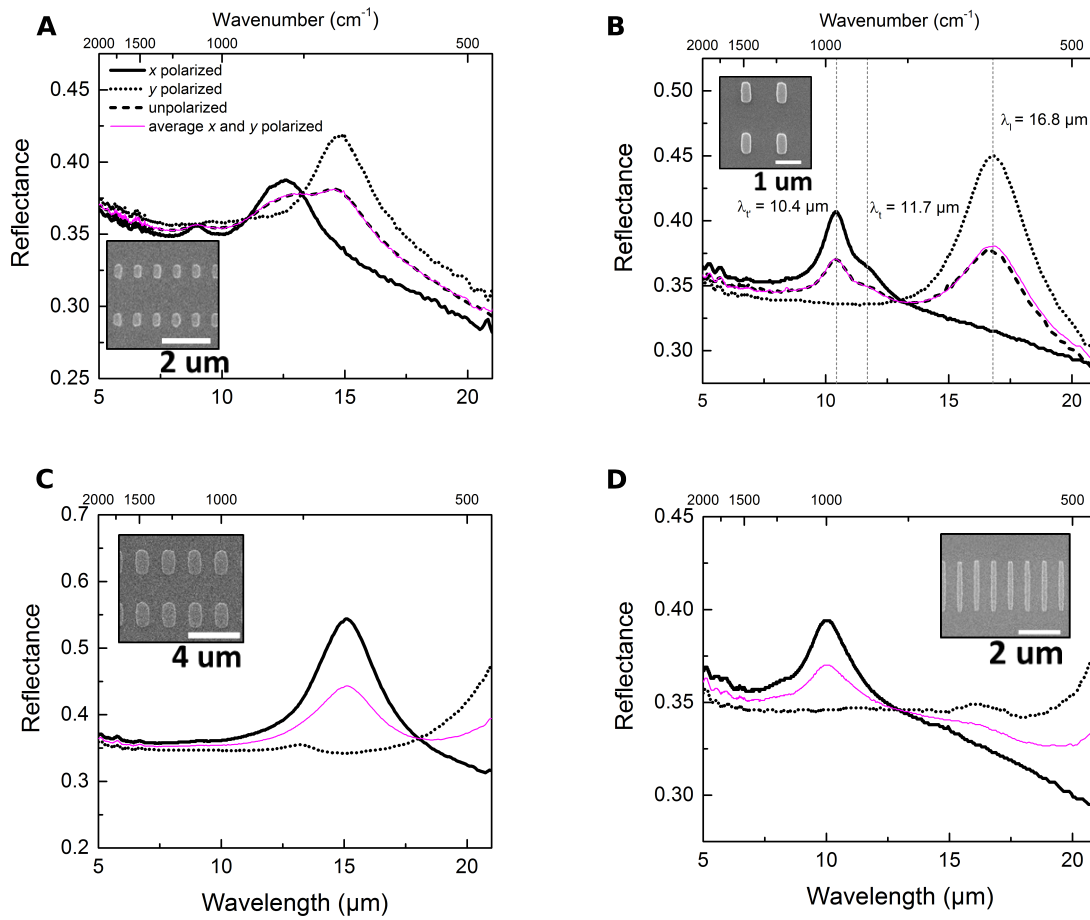 A
Wavenumber (cm⁻¹)
2000 1500 1000 500
x polarized
y polarized
unpolarized
average x and y polarized
0.45
0.40
0.35
0.30
0.25
Reflectance
2 um
5 10 15 20
B
Wavenumber (cm⁻¹)
2000 1500 1000 500
0.50
0.45
0.40
0.35
0.30
Reflectance
1 um
λl = 16.8 µm
λt' = 10.4 µm
λt = 11.7 µm
5 10 15 20
C
2000 1500 1000 500
0.7
0.6
0.5
0.4
0.3
0.2
Reflectance
4 um
5 10 15 20
Wavelength (µm)
D
2000 1500 1000 500
0.45
0.40
0.35
0.30
Reflectance
2 um
5 10 15 20
Wavelength (µm)